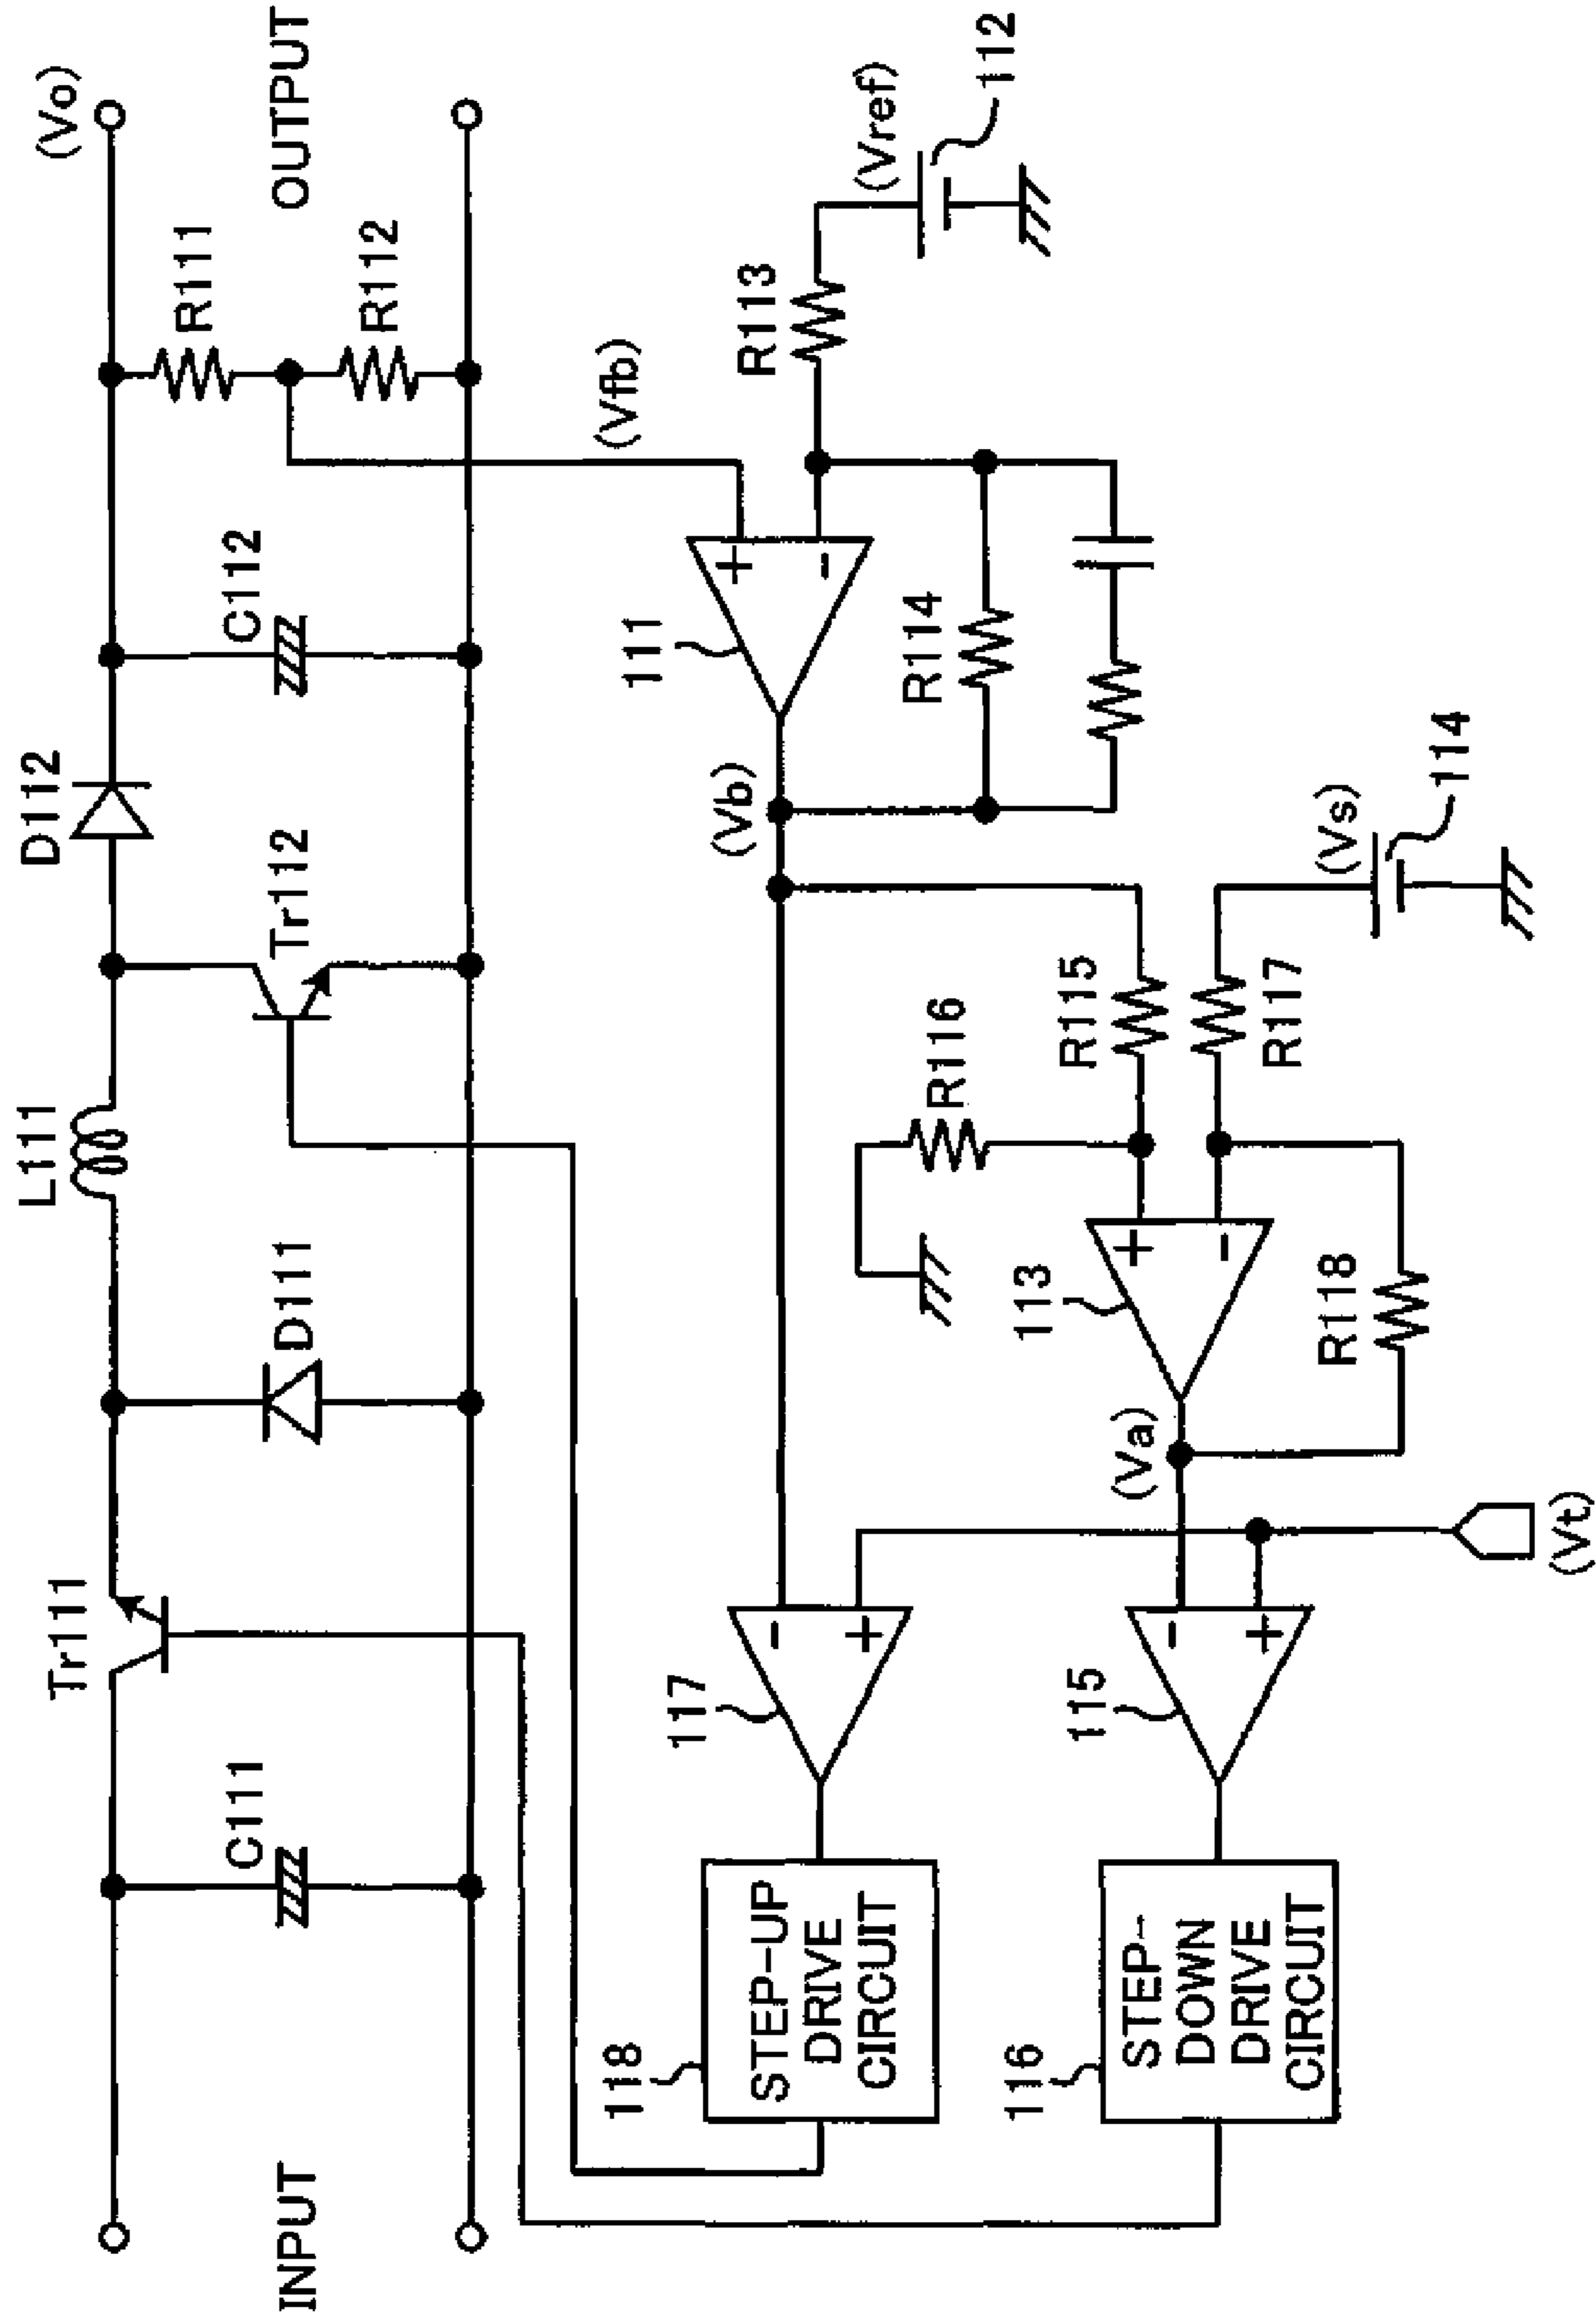 (Vo)
L111
D112
Tr111
D111
Tr112
C112
R111
R112
C111
INPUT
OUTPUT
(Vfb)
118
STEP-UP
DRIVE
CIRCUIT
117
-
+
(Vb)
111
+
-
R113
(Vref)
112
R114
R116
116
STEP-
DOWN
DRIVE
CIRCUIT
115
-
+
(Va)
113
+
-
R115
R117
R118
(Vs)
114
(Vt)